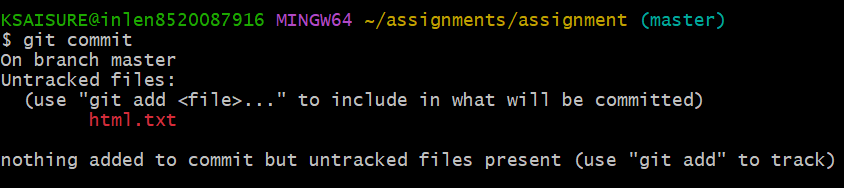 KSAISURE@inlen8520087916 MINGW64 ~/assignments/assignment (master)
$ git commit
On branch master
Untracked files:
  (use "git add <file>..." to include in what will be committed)
        html.txt

nothing added to commit but untracked files present (use "git add" to track)